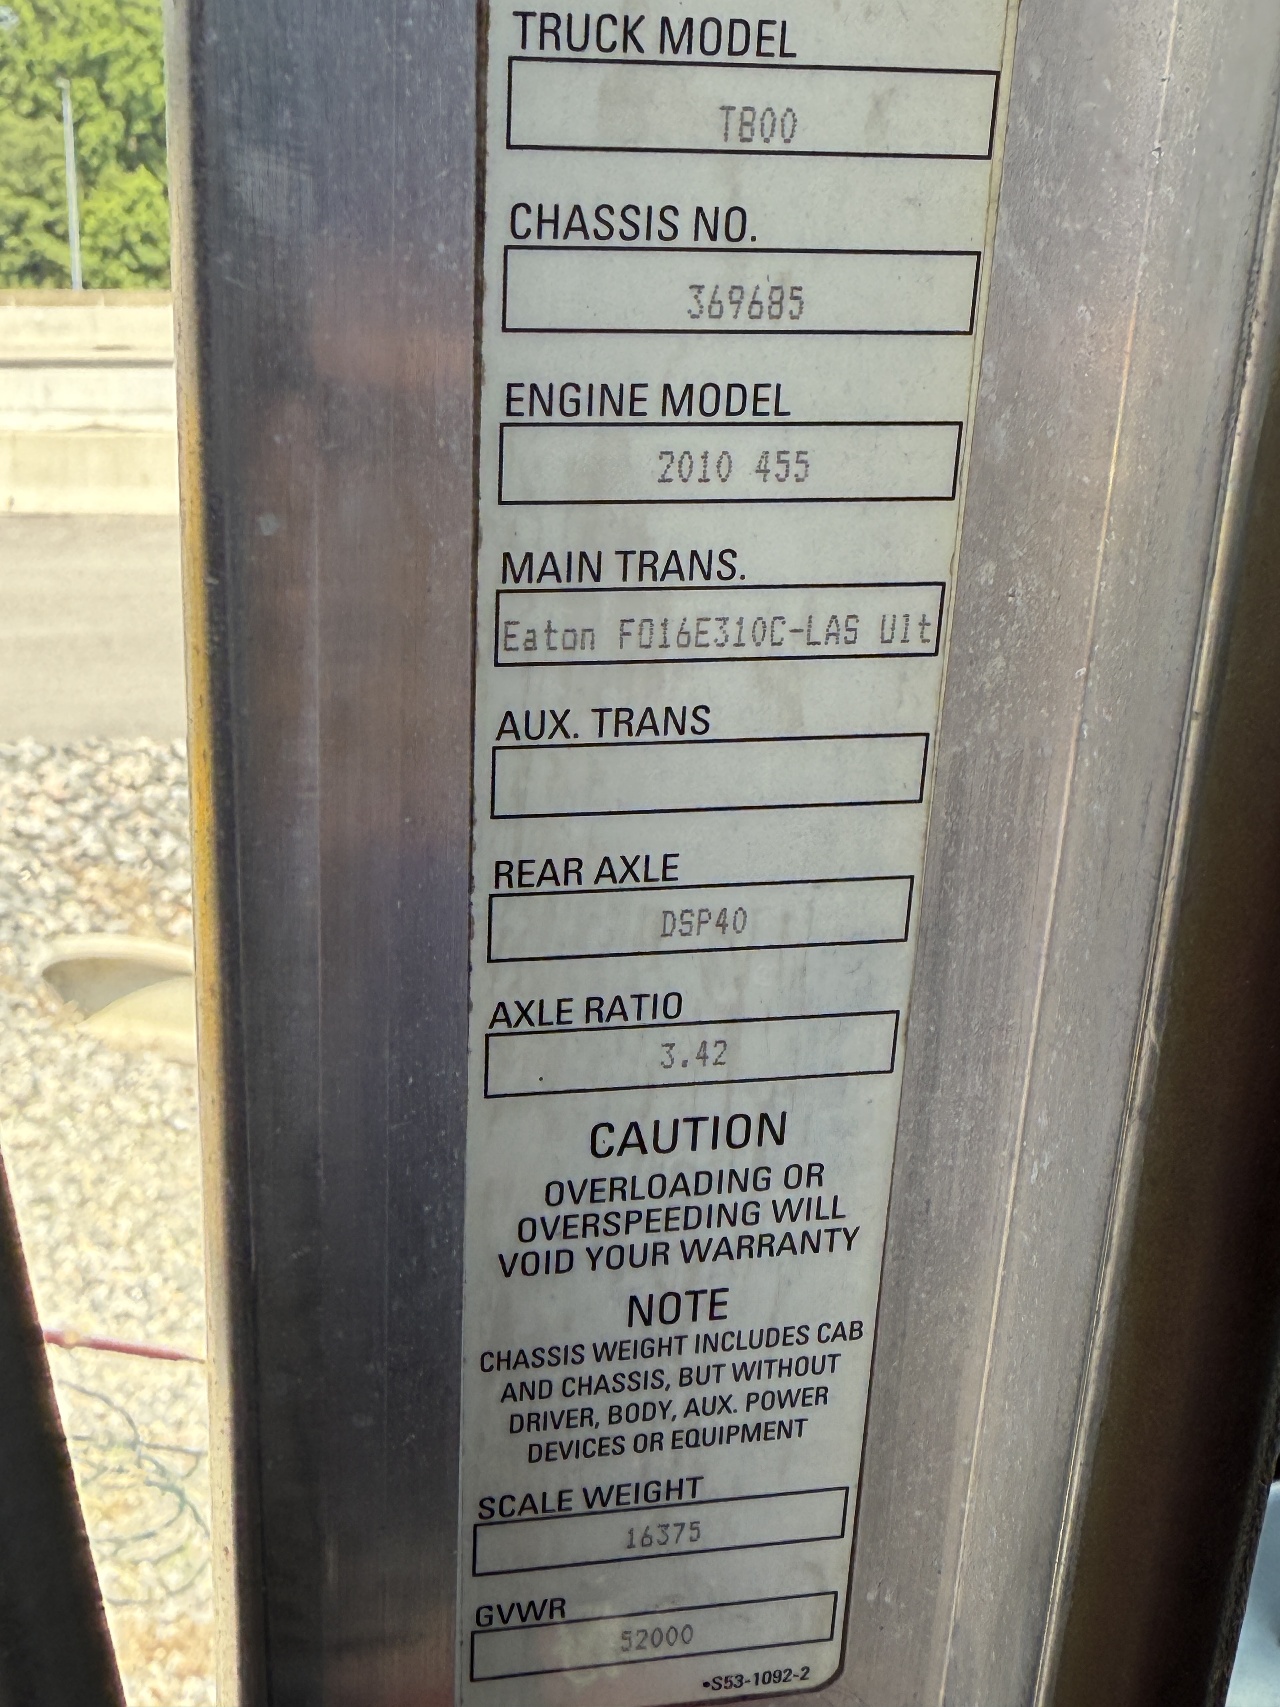 TRUCK MODEL
T800
CHASSIS NO.
369685
ENGINE MODEL
2010 455
MAIN TRANS.
Eaton FO16E310C-LAS Ult
AUX. TRANS
REAR AXLE
DSP40
AXLE RATIO
3.42
CAUTION
OVERLOADING OR
OVERSPEEDING WILL
VOID YOUR WARRANTY
NOTE
CHASSIS WEIGHT INCLUDES CAB
AND CHASSIS, BUT WITHOUT
DRIVER, BODY, AUX. POWER
DEVICES OR EQUIPMENT
SCALE WEIGHT
16375
GVWR
52000
•S53-1092-2